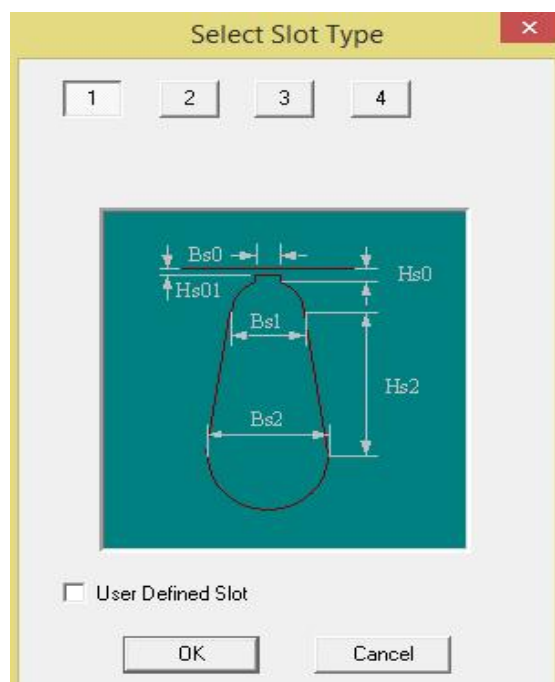 Select Slot Type
×
1 2 3 4
Bs0
Hs0
Hs01
Bs1
Hs2
Bs2
User Defined Slot
OK Cancel